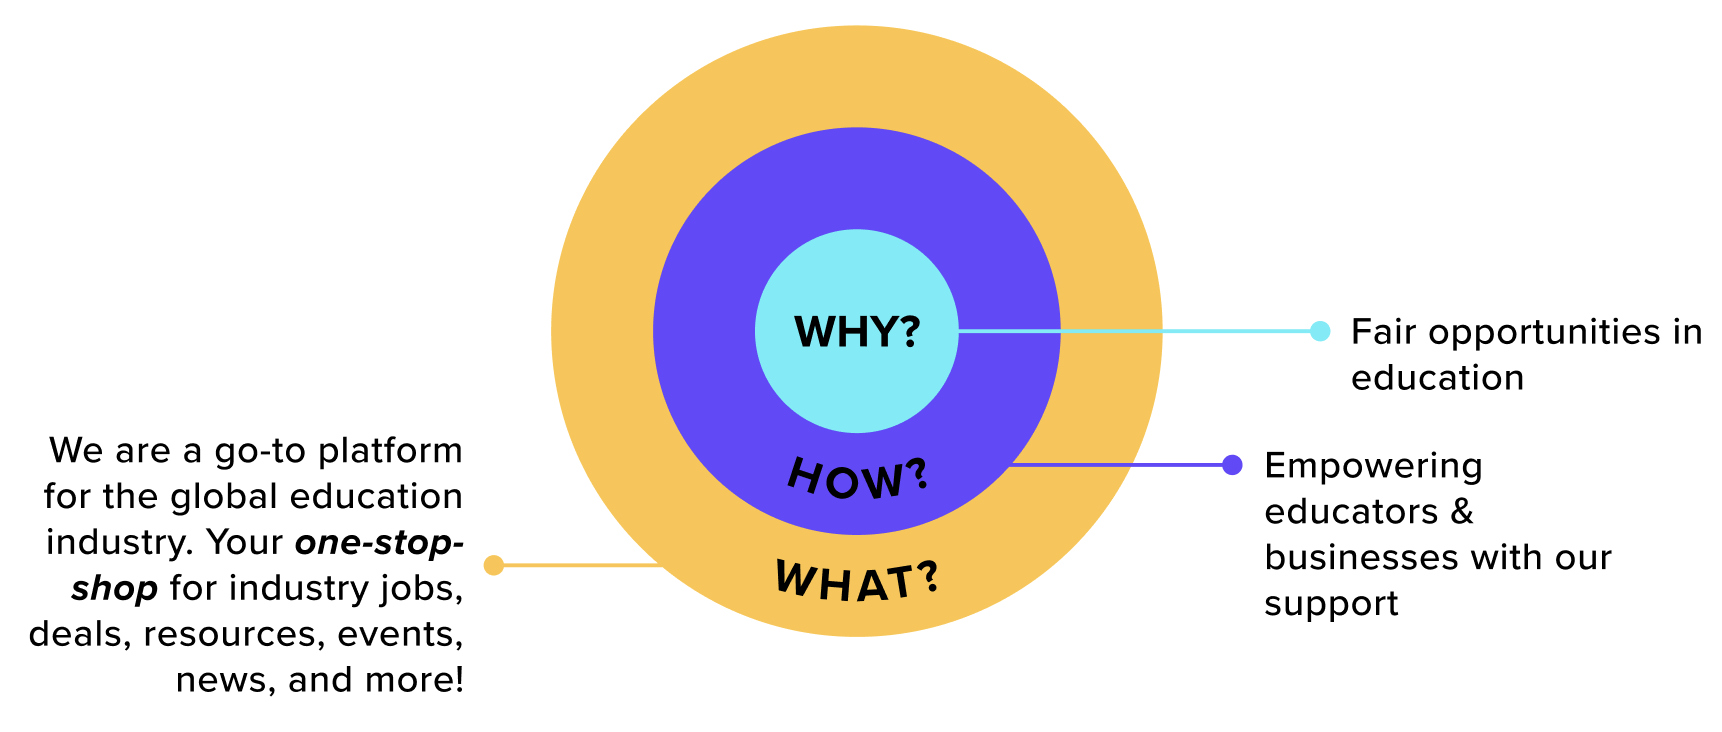 WHY?
HOW?
WHAT?
Fair opportunities in
education
Empowering
educators &
businesses with our
support
We are a go-to platform
for the global education
industry. Your one-stop-
shop for industry jobs,
deals, resources, events,
news, and more!